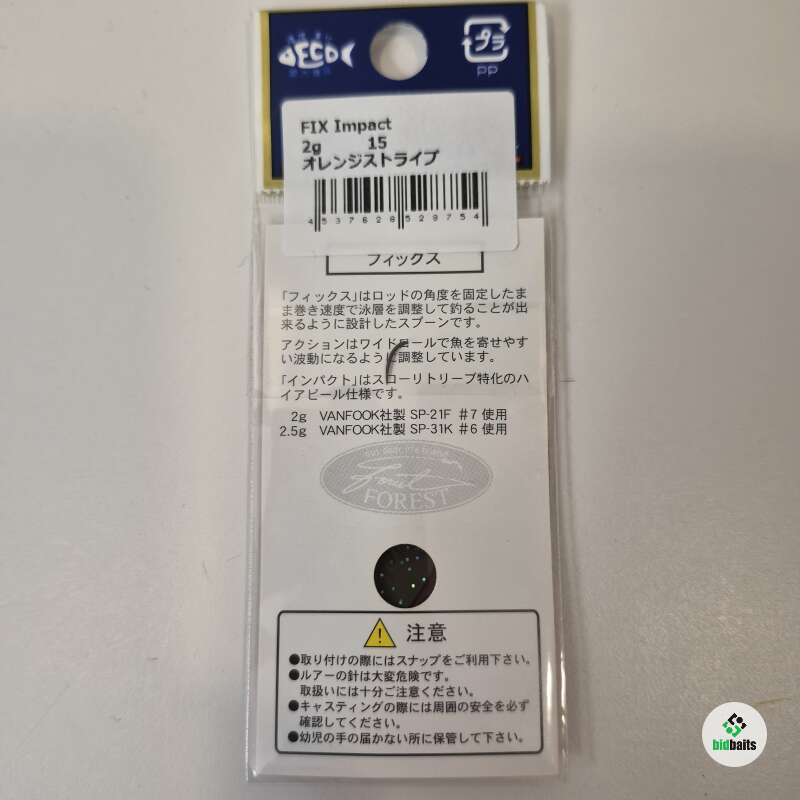 ECO
プラ
PP
FIX Impact
2g 15
オレンジストライプ
4537628529754
フィックス
「フィックス」はロッドの角度を固定したま
ま巻き速度で泳層を調整して釣ることが出
来るように設計したスプーンです。
アクションはワイドロールで魚を寄せやす
い波動になるように調整しています。
「インパクト」はスローリトリーブ特化のハ
イアピール仕様です。
2g VANFOOK社製 SP-21F #7 使用
2.5g VANFOOK社製 SP-31K #6 使用
Forest
FOREST
注意
●取り付けの際にはスナップをご利用下さい。
●ルアーの針は大変危険です。
取扱いには十分ご注意ください。
●キャスティングの際には周囲の安全を必ず
確認してください。
●幼児の手の届かない所に保管して下さい。
bidbaits